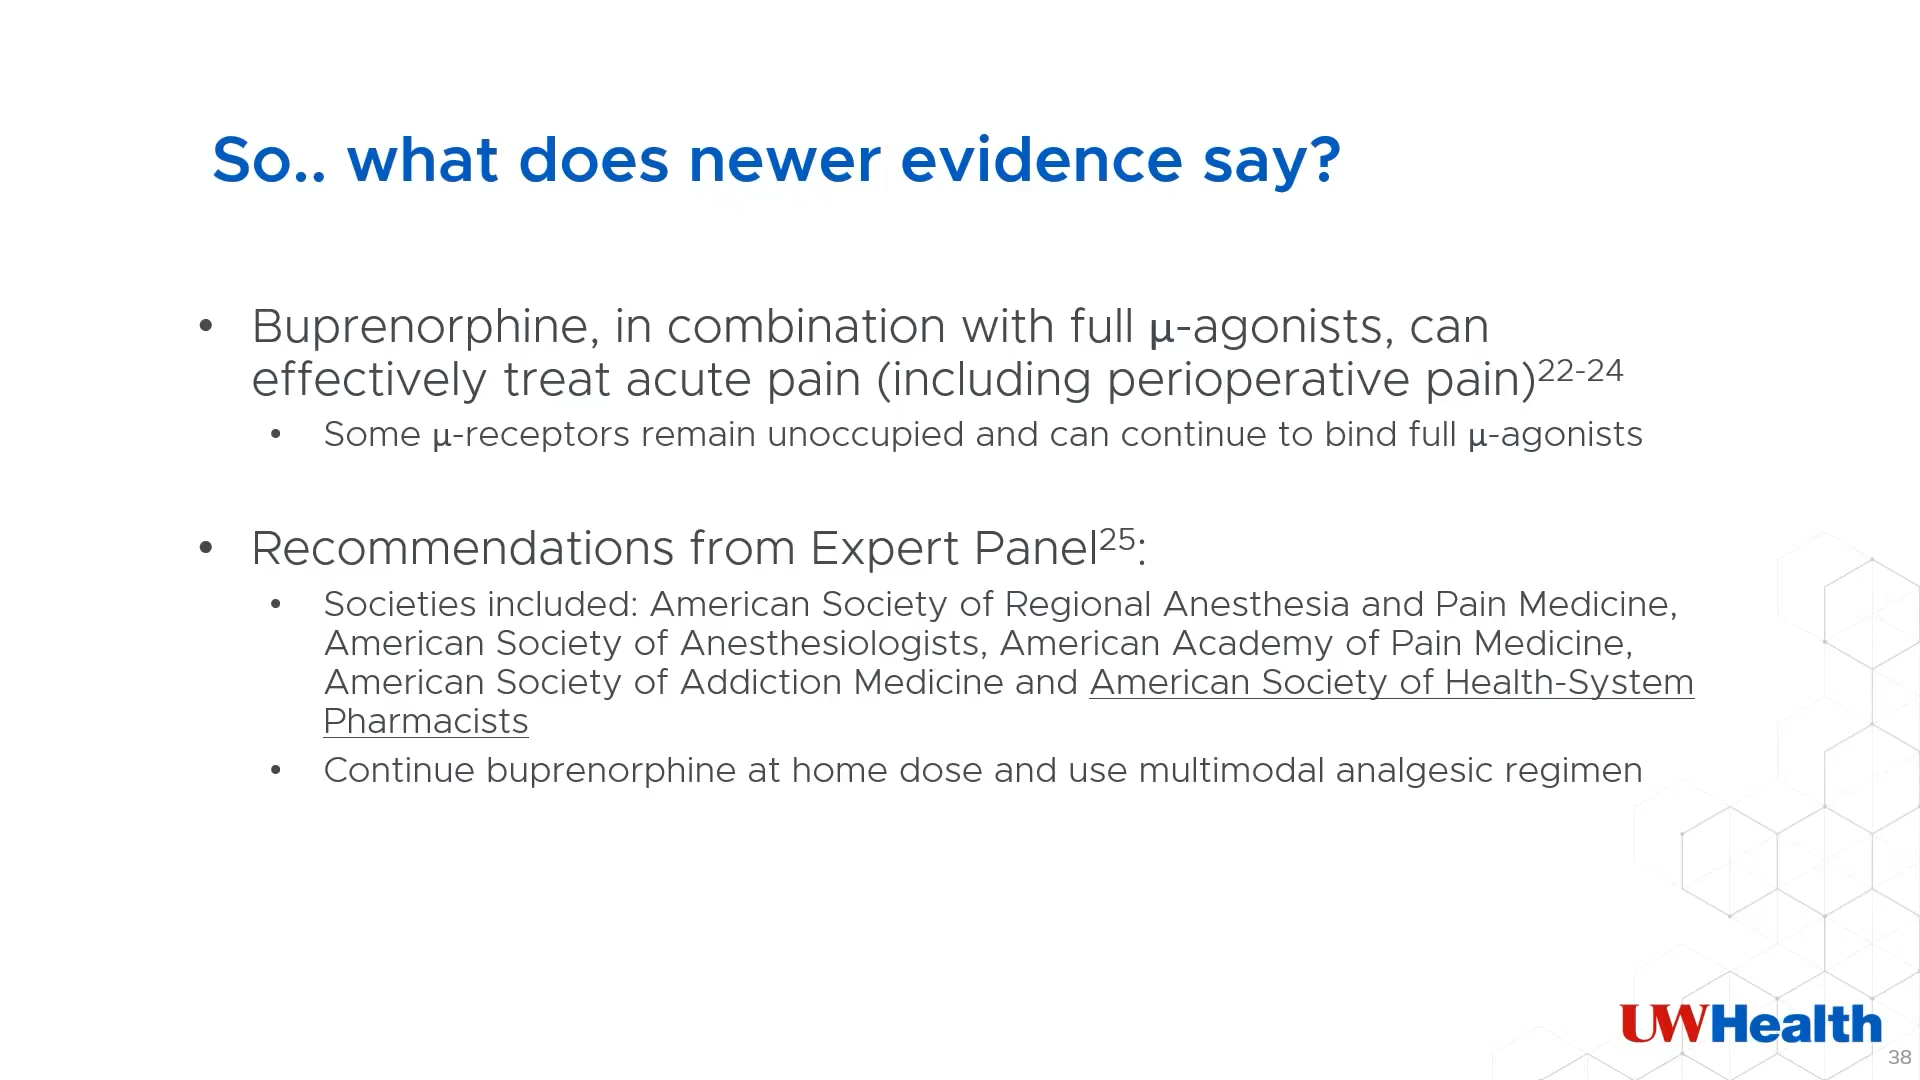 So.. what does newer evidence say?
• Buprenorphine, in combination with full µ-agonists, can
effectively treat acute pain (including perioperative pain)22-24
• Some µ-receptors remain unoccupied and can continue to bind full µ-agonists
• Recommendations from Expert Panel25:
• Societies included: American Society of Regional Anesthesia and Pain Medicine,
American Society of Anesthesiologists, American Academy of Pain Medicine,
American Society of Addiction Medicine and American Society of Health-System
Pharmacists
• Continue buprenorphine at home dose and use multimodal analgesic regimen
UWHealth
38